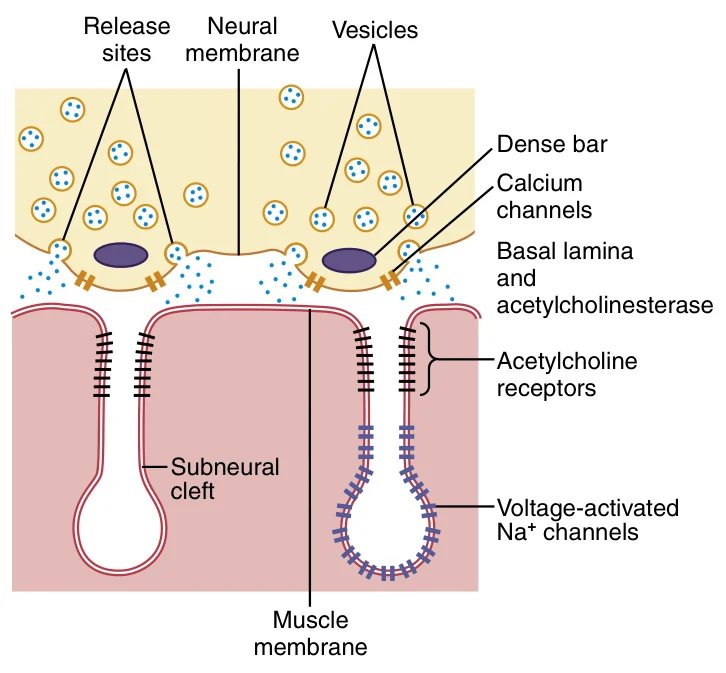 Release
sites
Neural
membrane
Vesicles
Dense bar
Calcium
channels
Basal lamina
and
acetylcholinesterase
Acetylcholine
receptors
Subneural
cleft
Voltage-activated
Na⁺ channels
Muscle
membrane